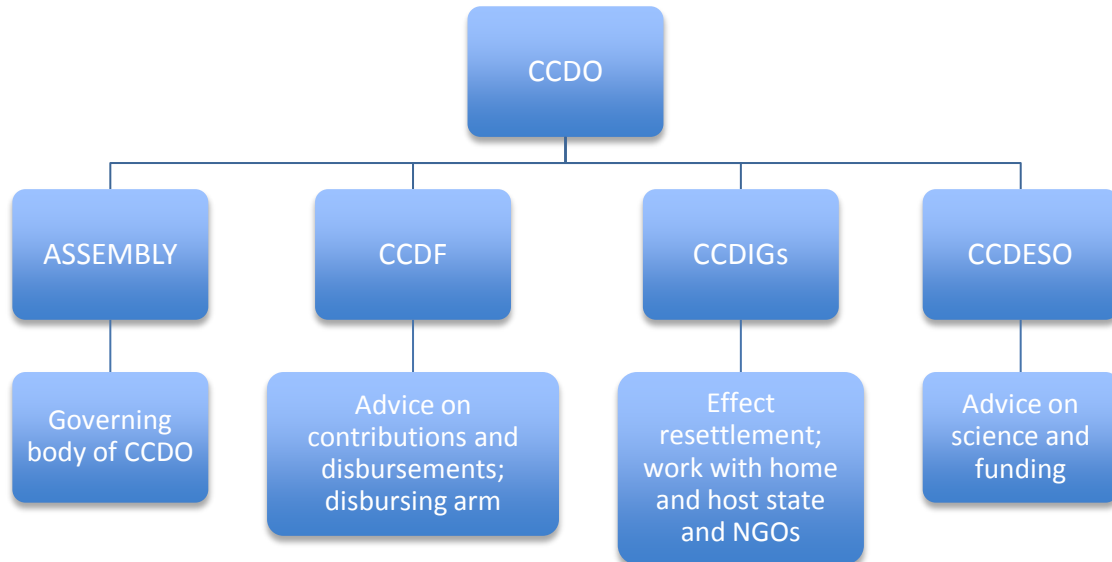 CCDO
ASSEMBLY
CCDF
CCDIGs
CCDESO
Governing
body of CCDO
Advice on
contributions and
disbursements;
disbursing arm
Effect
resettlement;
work with home
and host state
and NGOs
Advice on
science and
funding